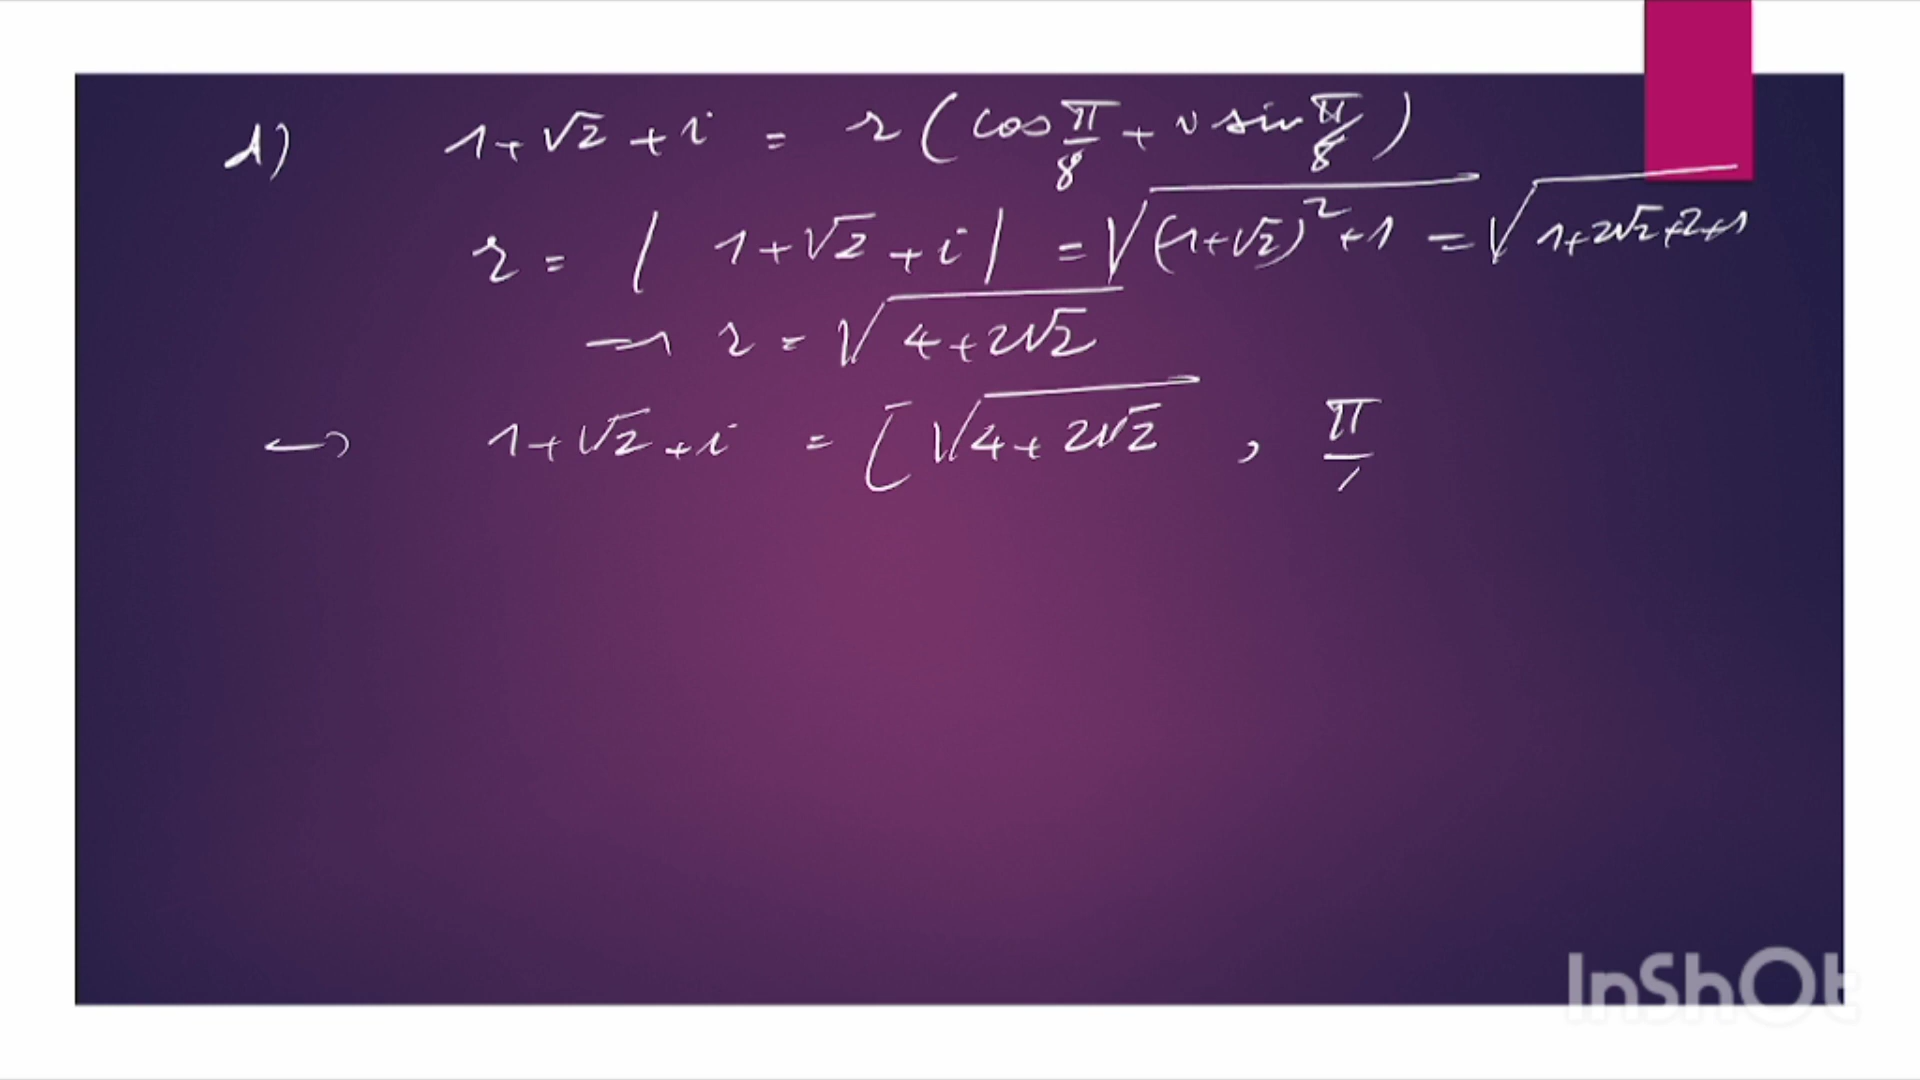 d) 1+√2 +i = r (cos π/8 + i sin π/8)
r = | 1+√2 +i | = √((1+√2)² +1) = √(1+2√2+2+1)
→ r = √(4+2√2)
↪ 1+√2 +i = [ √(4+2√2) , π/
InShOt